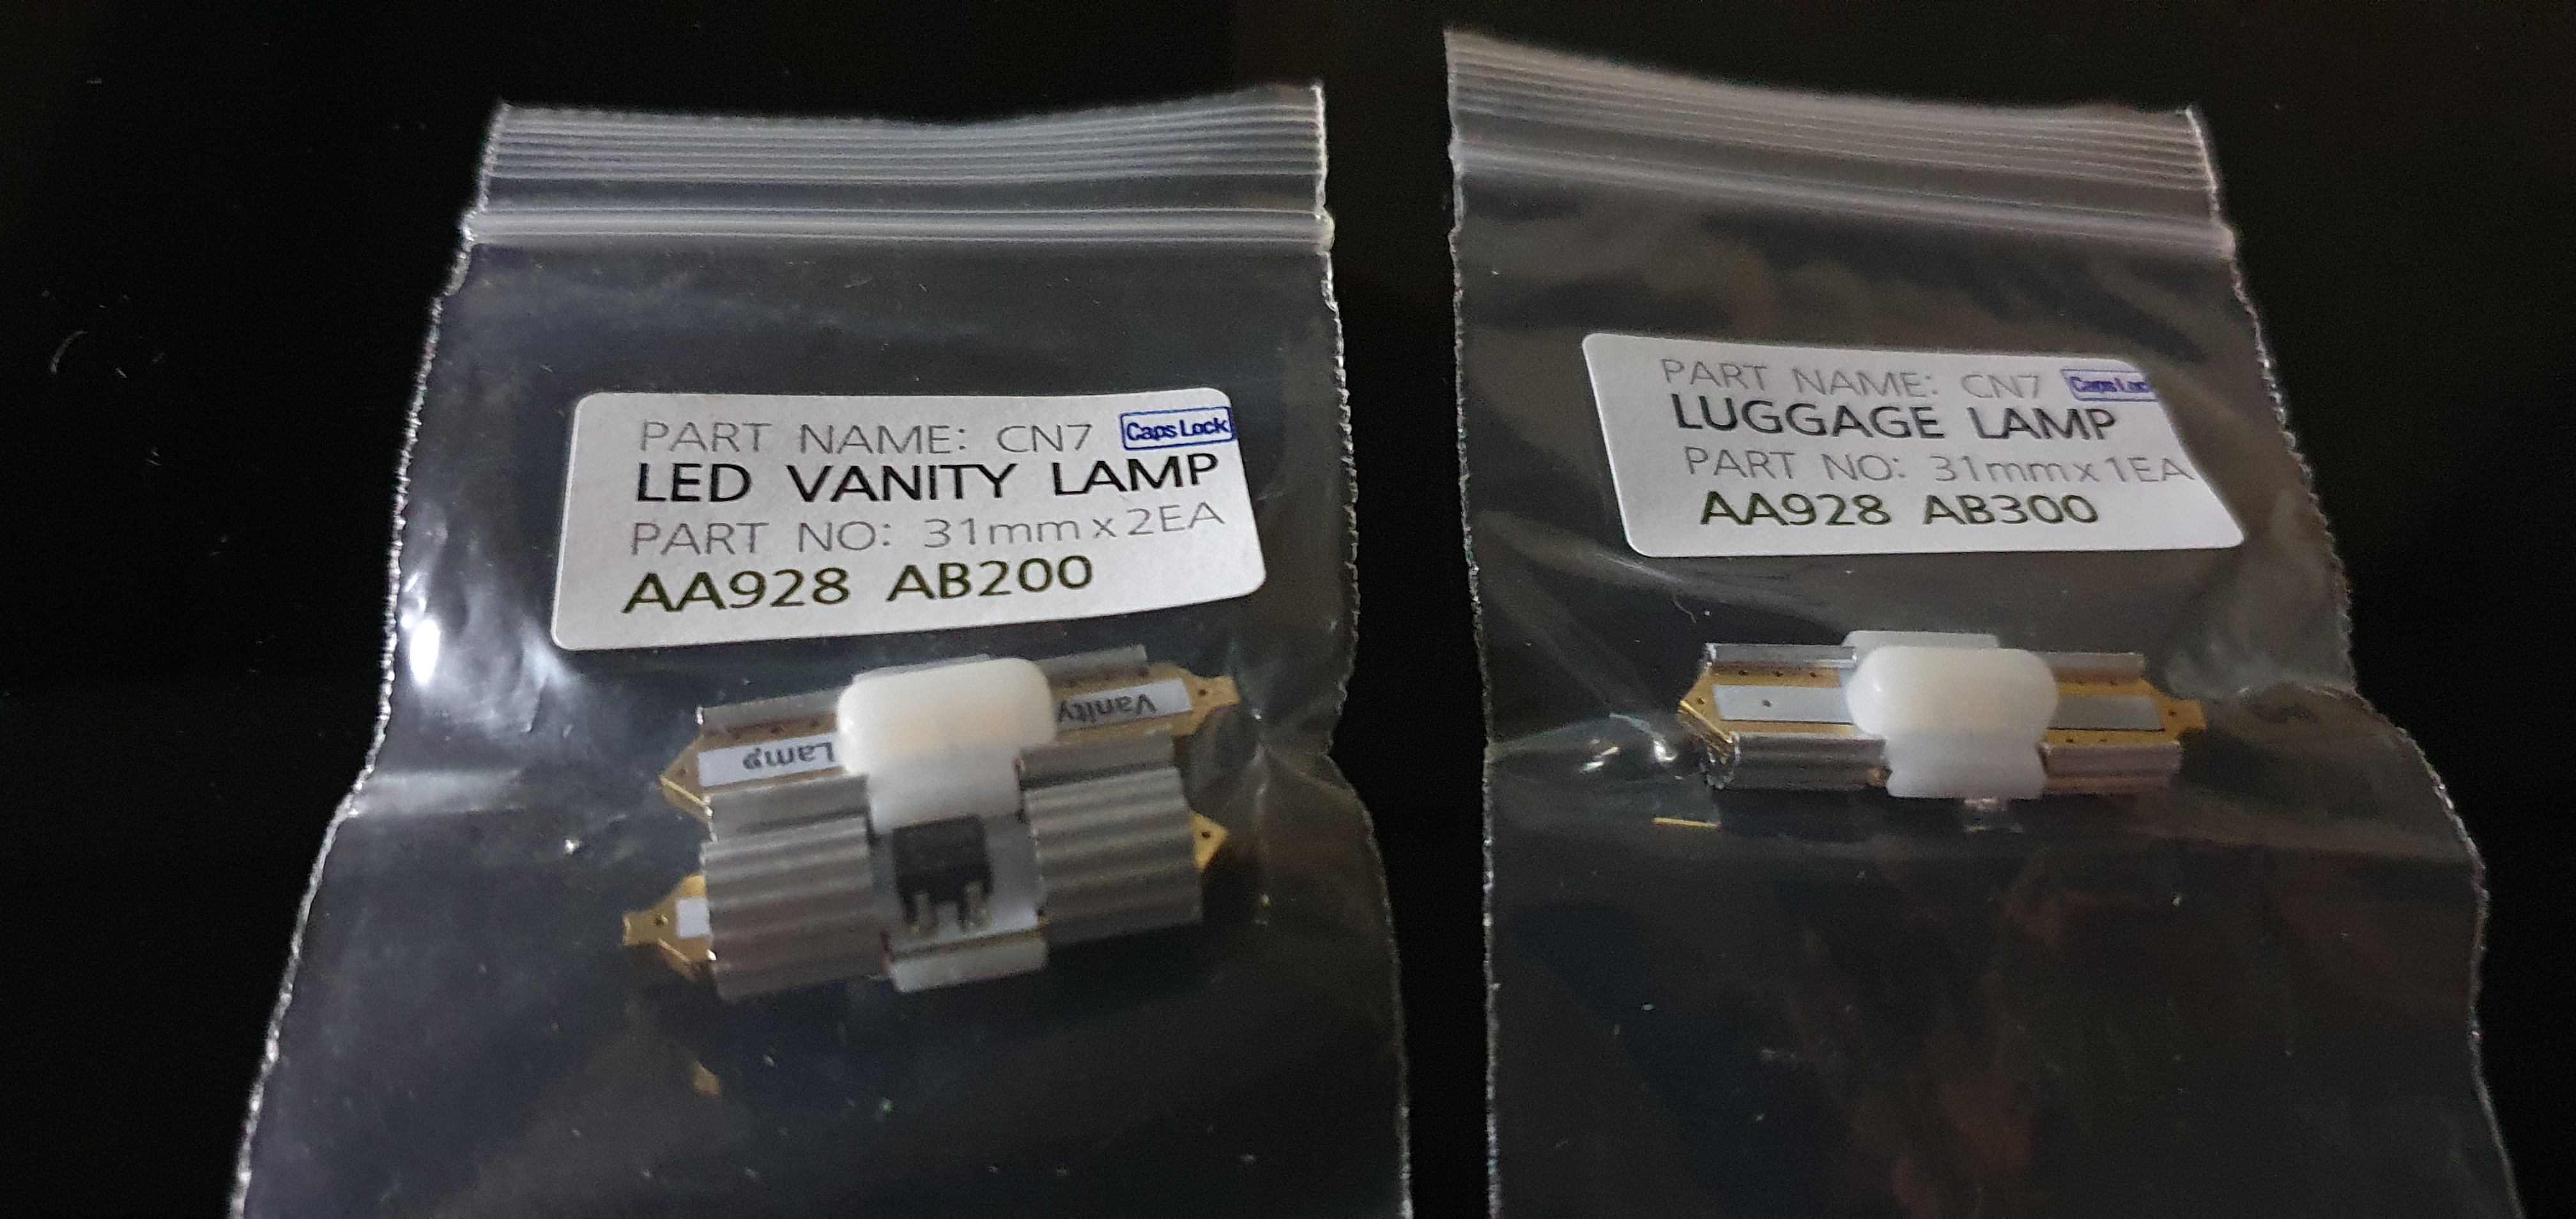 PART NAME: CN7 Caps Lock
LED VANITY LAMP
PART NO: 31mm x 2EA
AA928 AB200
Vanity
Lamp
PART NAME: CN7 Caps Loc
LUGGAGE LAMP
PART NO: 31mm x 1EA
AA928 AB300